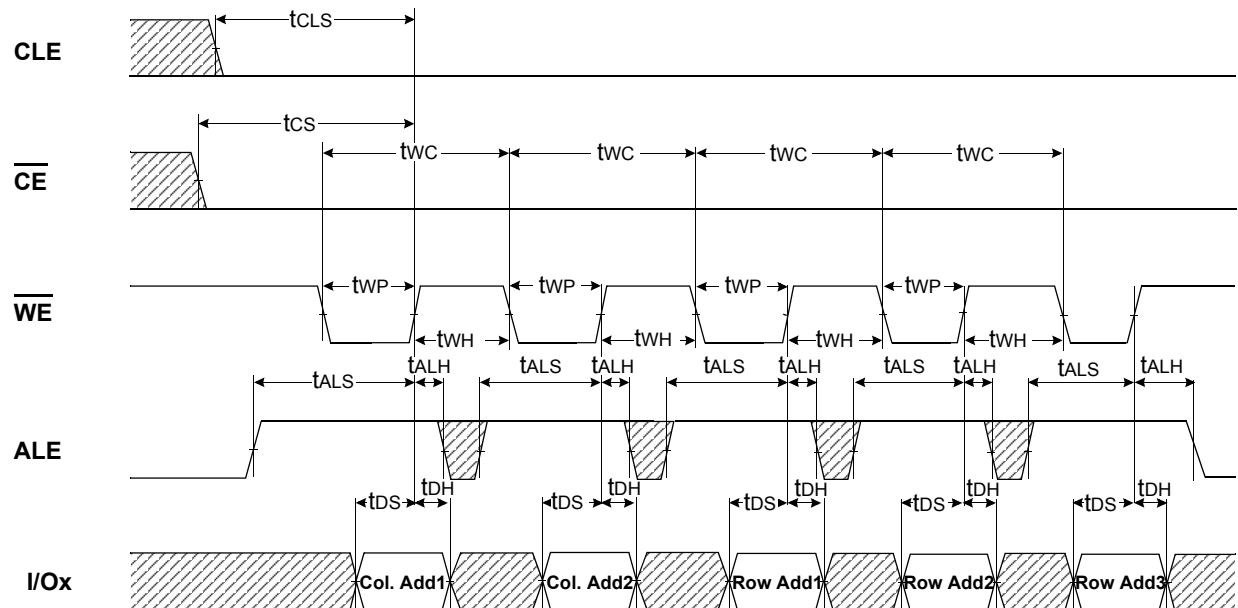 tCLS
CLE
tCS
tWC tWC tWC tWC
CE
tWP tWP tWP tWP
WE
tWH tWH tWH tWH
tALS tALH tALS tALH tALS tALH tALS tALH tALS tALH
ALE
tDS tDH tDS tDH tDS tDH tDS tDH tDS tDH
I/Ox Col. Add1 Col. Add2 Row Add1 Row Add2 Row Add3